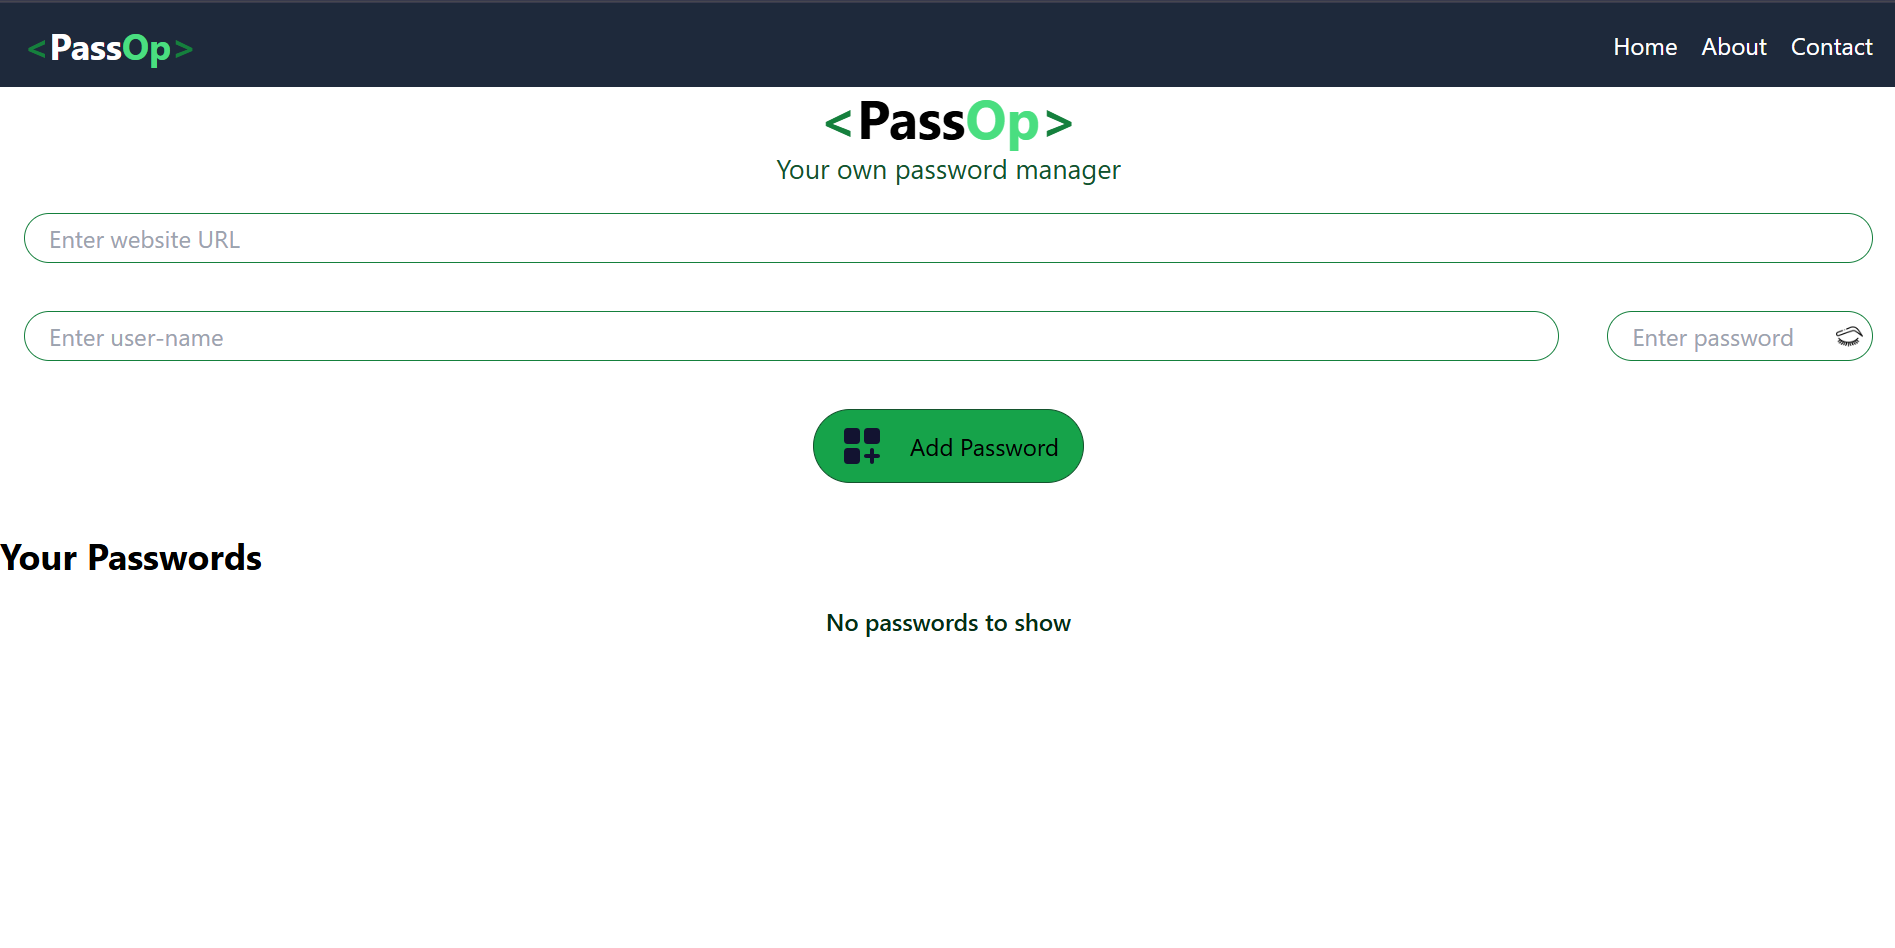 <PassOp> Home About Contact
<PassOp>
Your own password manager
Enter website URL
Enter user-name Enter password
Add Password
Your Passwords
No passwords to show